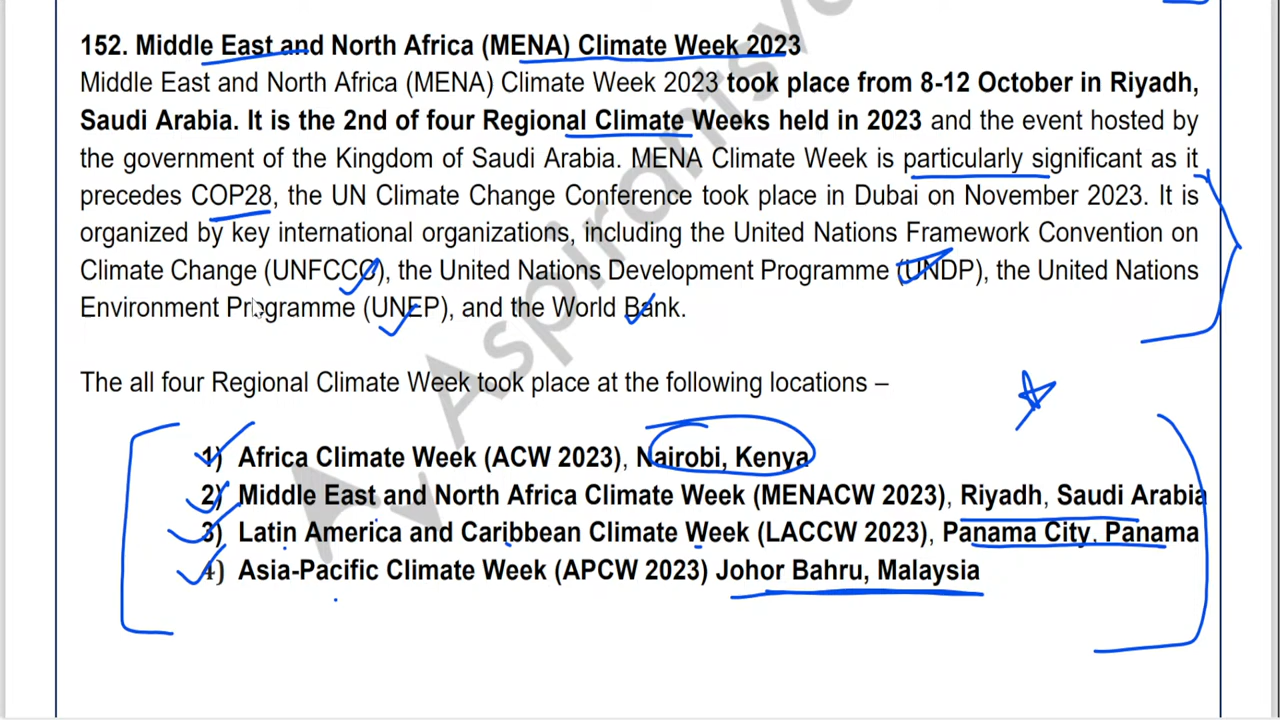 152. Middle East and North Africa (MENA) Climate Week 2023
Middle East and North Africa (MENA) Climate Week 2023 took place from 8-12 October in Riyadh,
Saudi Arabia. It is the 2nd of four Regional Climate Weeks held in 2023 and the event hosted by
the government of the Kingdom of Saudi Arabia. MENA Climate Week is particularly significant as it
precedes COP28, the UN Climate Change Conference took place in Dubai on November 2023. It is
organized by key international organizations, including the United Nations Framework Convention on
Climate Change (UNFCCC), the United Nations Development Programme (UNDP), the United Nations
Environment Programme (UNEP), and the World Bank.
The all four Regional Climate Week took place at the following locations –
1) Africa Climate Week (ACW 2023), Nairobi, Kenya
2) Middle East and North Africa Climate Week (MENACW 2023), Riyadh, Saudi Arabia
3) Latin America and Caribbean Climate Week (LACCW 2023), Panama City, Panama
4) Asia-Pacific Climate Week (APCW 2023) Johor Bahru, Malaysia